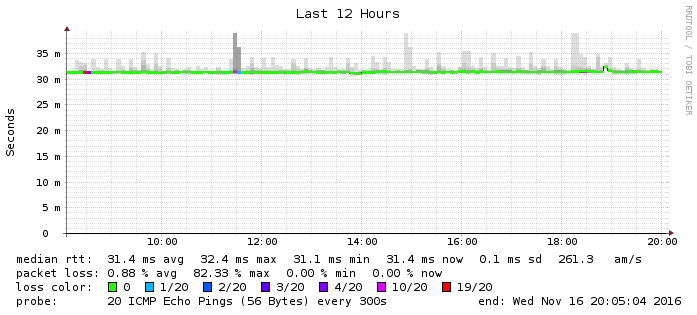 Last 12 Hours
RRDTOOL / TOBI OETIKER
Seconds
35 m
30 m
25 m
20 m
15 m
10 m
5 m
0
10:00 12:00 14:00 16:00 18:00 20:00
median rtt: 31.4 ms avg 32.4 ms max 31.1 ms min 31.4 ms now 0.1 ms sd 261.3 am/s
packet loss: 0.88 % avg 82.33 % max 0.00 % min 0.00 % now
loss color: 0 1/20 2/20 3/20 4/20 10/20 19/20
probe: 20 ICMP Echo Pings (56 Bytes) every 300s end: Wed Nov 16 20:05:04 2016